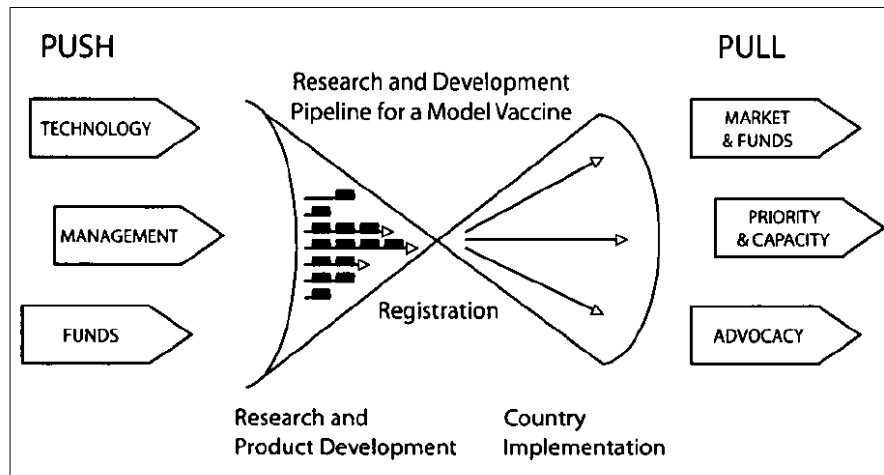 PUSH
PULL
Research and Development
Pipeline for a Model Vaccine
TECHNOLOGY
MARKET
& FUNDS
MANAGEMENT
PRIORITY
& CAPACITY
Registration
FUNDS
ADVOCACY
Research and
Product Development
Country
Implementation